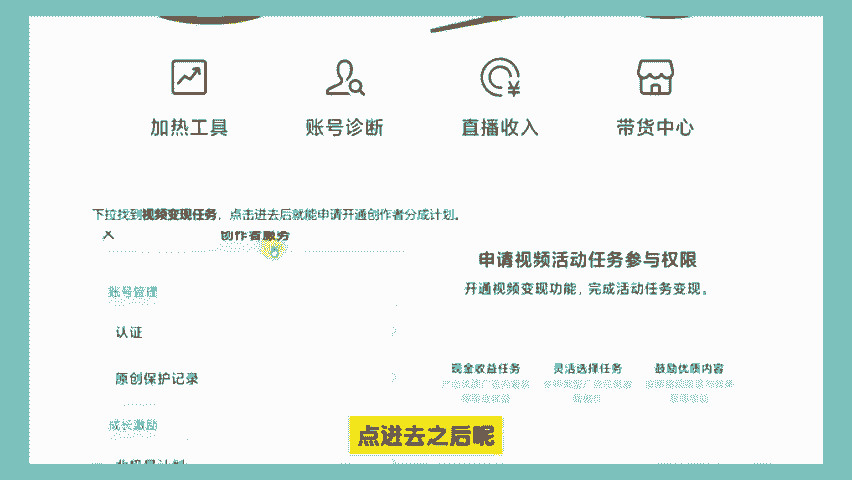 加热工具
账号诊断
直播收入
带货中心
下拉找到视频变现任务，点击进去后就能申请开通创作者分成计划。
创作者服务
申请视频活动任务参与权限
开通视频变现功能，完成活动任务变现。
账号管理
认证
原创保护记录
现金收益任务
灵活选择任务
鼓励优质内容
成长激励
点进去之后呢